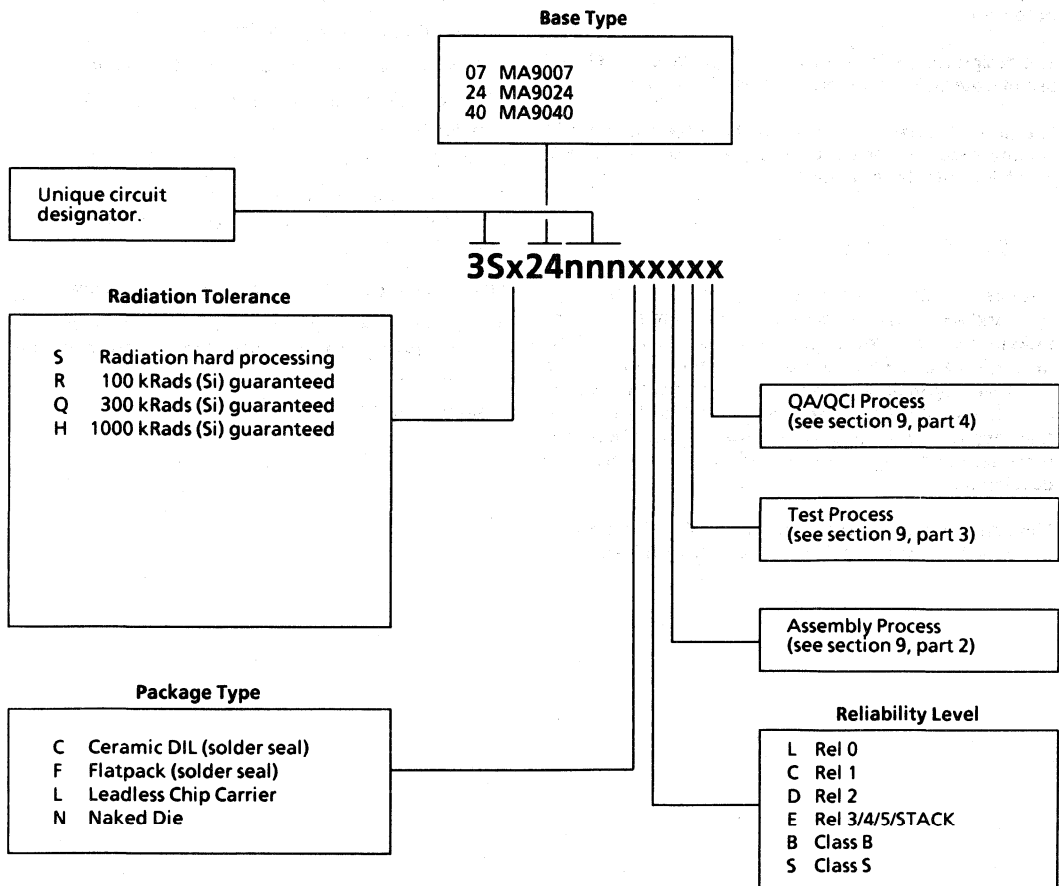 Base Type
07 MA9007
24 MA9024
40 MA9040
Unique circuit
designator.
3Sx24nnnxxxxx
Radiation Tolerance
S Radiation hard processing
R 100 kRads (Si) guaranteed
Q 300 kRads (Si) guaranteed
H 1000 kRads (Si) guaranteed
QA/QCI Process
(see section 9, part 4)
Test Process
(see section 9, part 3)
Assembly Process
(see section 9, part 2)
Package Type
C Ceramic DIL (solder seal)
F Flatpack (solder seal)
L Leadless Chip Carrier
N Naked Die
Reliability Level
L Rel 0
C Rel 1
D Rel 2
E Rel 3/4/5/STACK
B Class B
S Class S